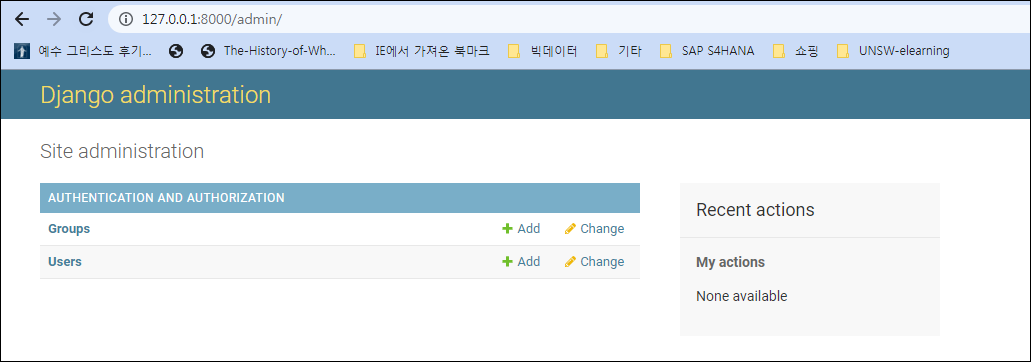 127.0.0.1:8000/admin/
예수 그리스도 후기... The-History-of-Wh... IE에서 가져온 북마크 빅데이터 기타 SAP S4HANA 쇼핑 UNSW-elearning
Django administration
Site administration
AUTHENTICATION AND AUTHORIZATION
Groups Add Change
Users Add Change
Recent actions
My actions
None available